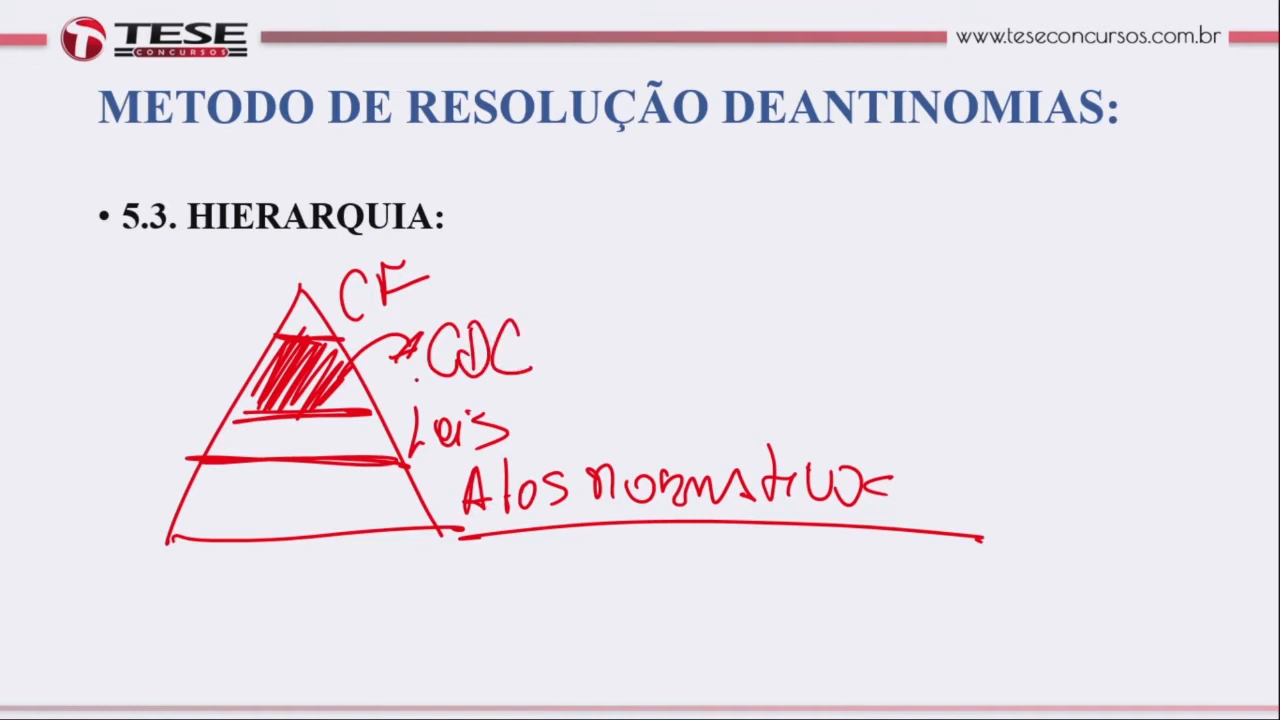 TESE
CONCURSOS
www.teseconcursos.com.br
METODO DE RESOLUÇÃO DEANTINOMIAS:
• 5.3. HIERARQUIA:
CF
CDC
Leis
Atos normativos